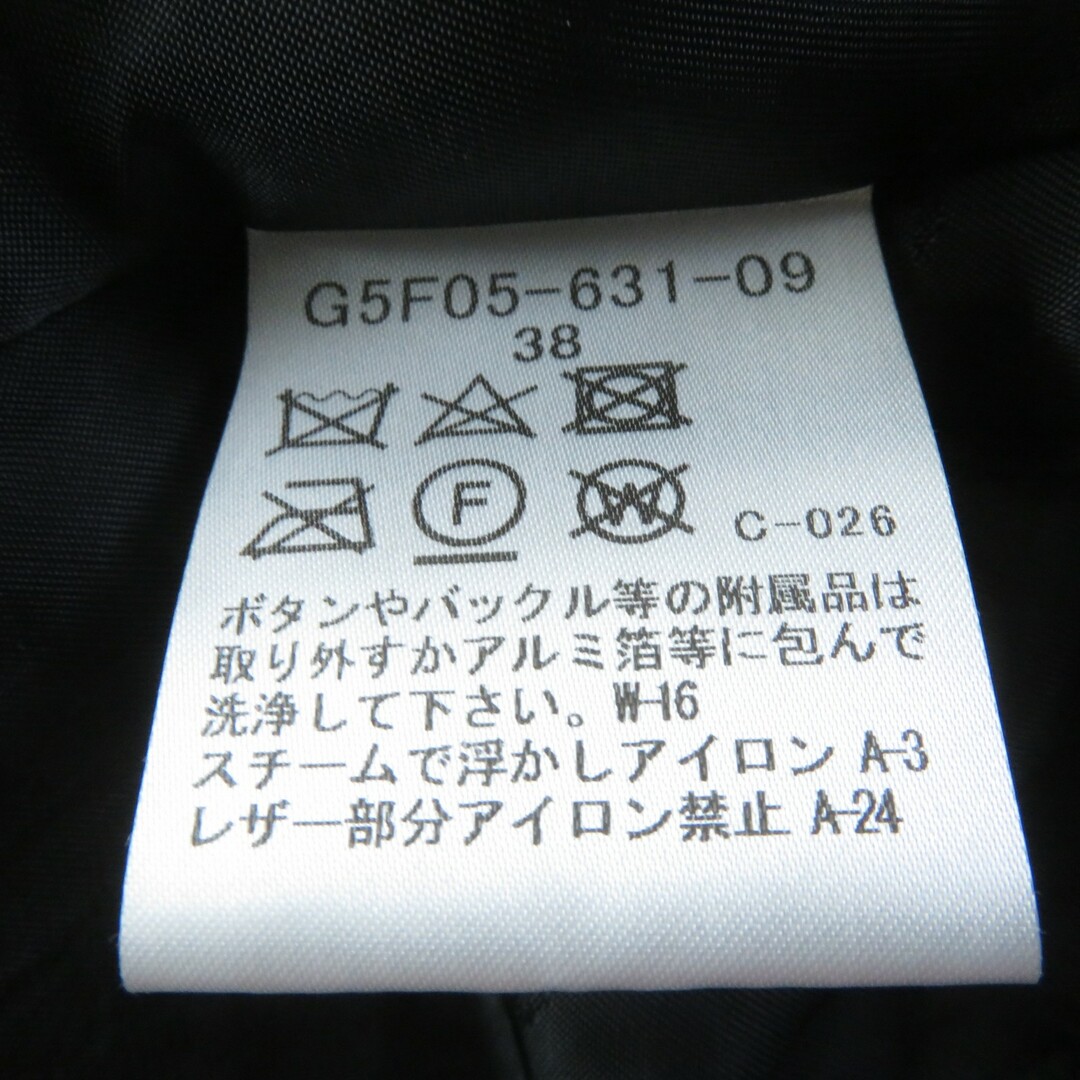 G5F05-631-09
38
F W C-026
ボタンやバックル等の附属品は
取り外すかアルミ箔等に包んで
洗浄して下さい。W-16
スチームで浮かしアイロン A-3
レザー部分アイロン禁止 A-24